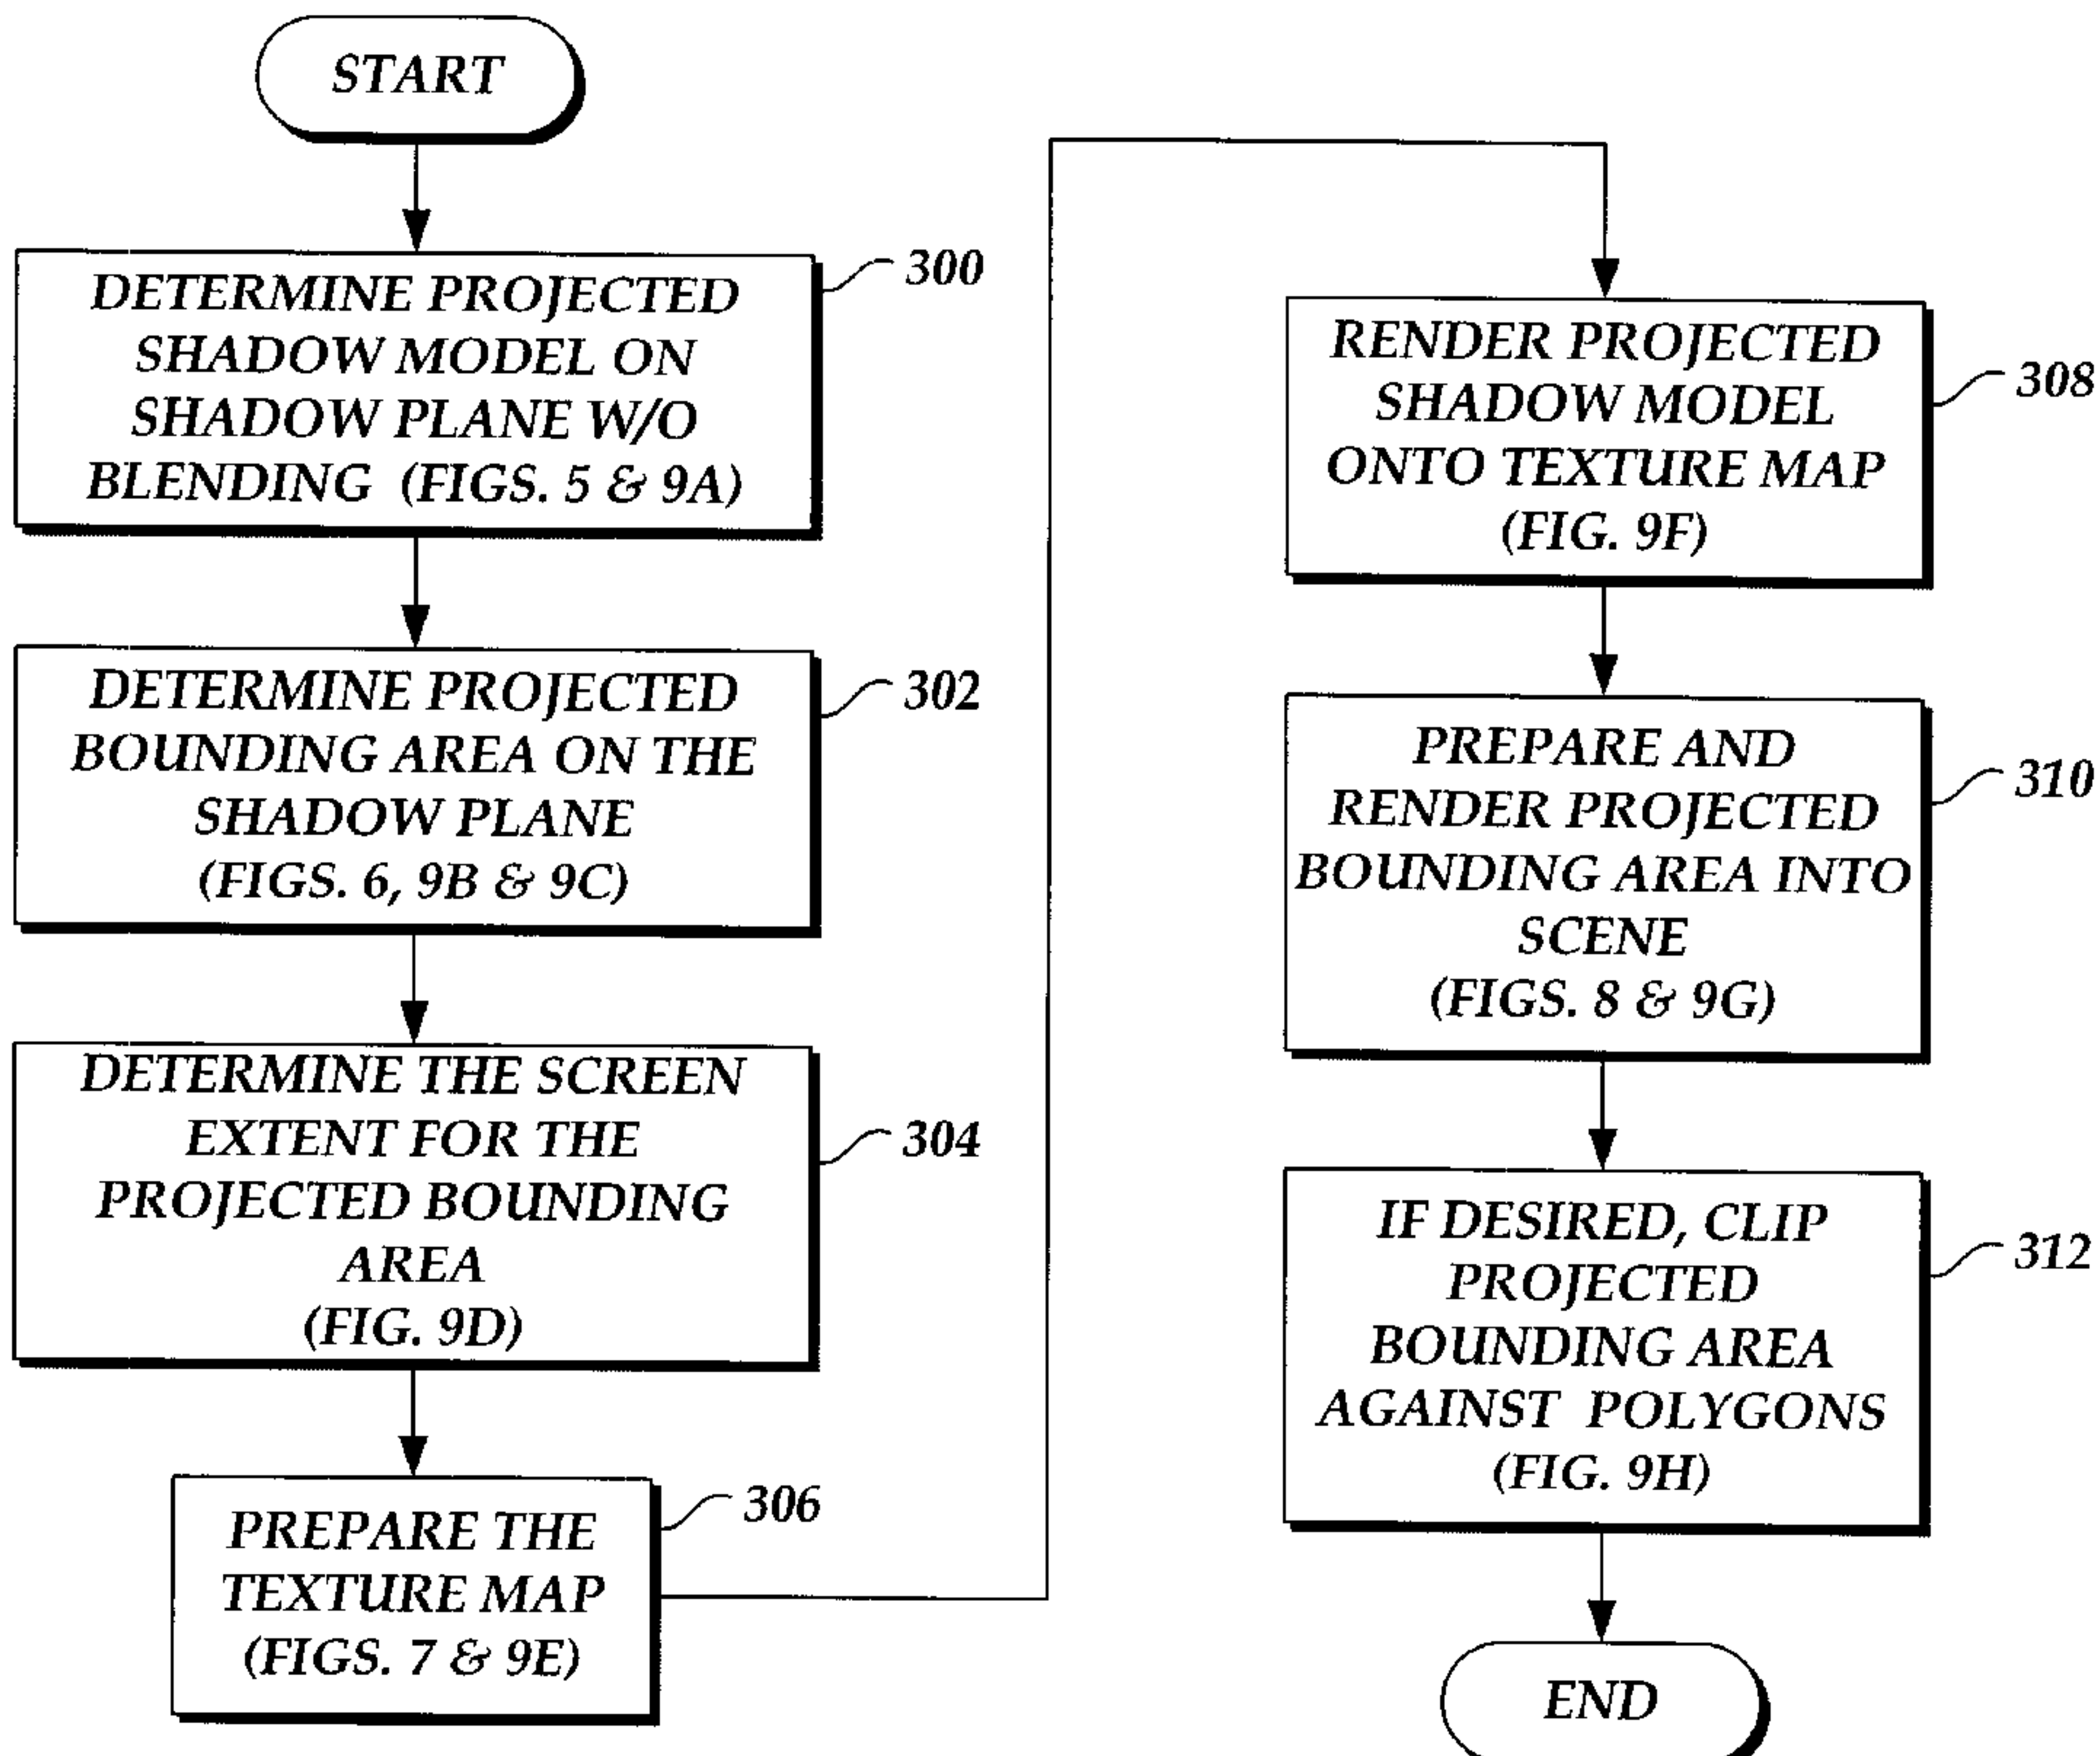 START
DETERMINE PROJECTED
SHADOW MODEL ON
SHADOW PLANE W/O
BLENDING (FIGS. 5 & 9A)
300
DETERMINE PROJECTED
BOUNDING AREA ON THE
SHADOW PLANE
(FIGS. 6, 9B & 9C)
302
DETERMINE THE SCREEN
EXTENT FOR THE
PROJECTED BOUNDING
AREA
(FIG. 9D)
304
PREPARE THE
TEXTURE MAP
(FIGS. 7 & 9E)
306
RENDER PROJECTED
SHADOW MODEL
ONTO TEXTURE MAP
(FIG. 9F)
308
PREPARE AND
RENDER PROJECTED
BOUNDING AREA INTO
SCENE
(FIGS. 8 & 9G)
310
IF DESIRED, CLIP
PROJECTED
BOUNDING AREA
AGAINST POLYGONS
(FIG. 9H)
312
END